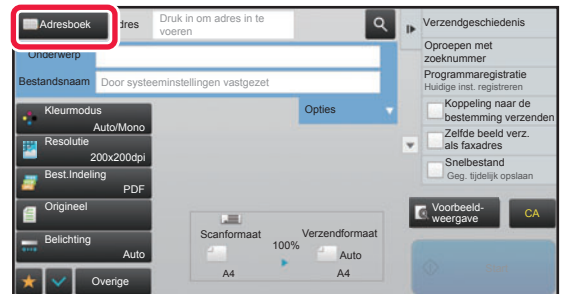 Adresboek
dres
Druk in om adres in te
voeren
Onderwerp
Bestandsnaam
Door systeeminstellingen vastgezet
Kleurmodus
Auto/Mono
Resolutie
200x200dpi
Best.Indeling
PDF
Origineel
Belichting
Auto
Overige
Opties
Scanformaat
A4
100%
Verzendformaat
Auto
A4
Verzendgeschiedenis
Oproepen met
zoeknummer
Programmaregistratie
Huidige inst. registreren
Koppeling naar de
bestemming verzenden
Zelfde beeld verz.
als faxadres
Snelbestand
Geg. tijdelijk opslaan
Voorbeeld-
weergave
CA